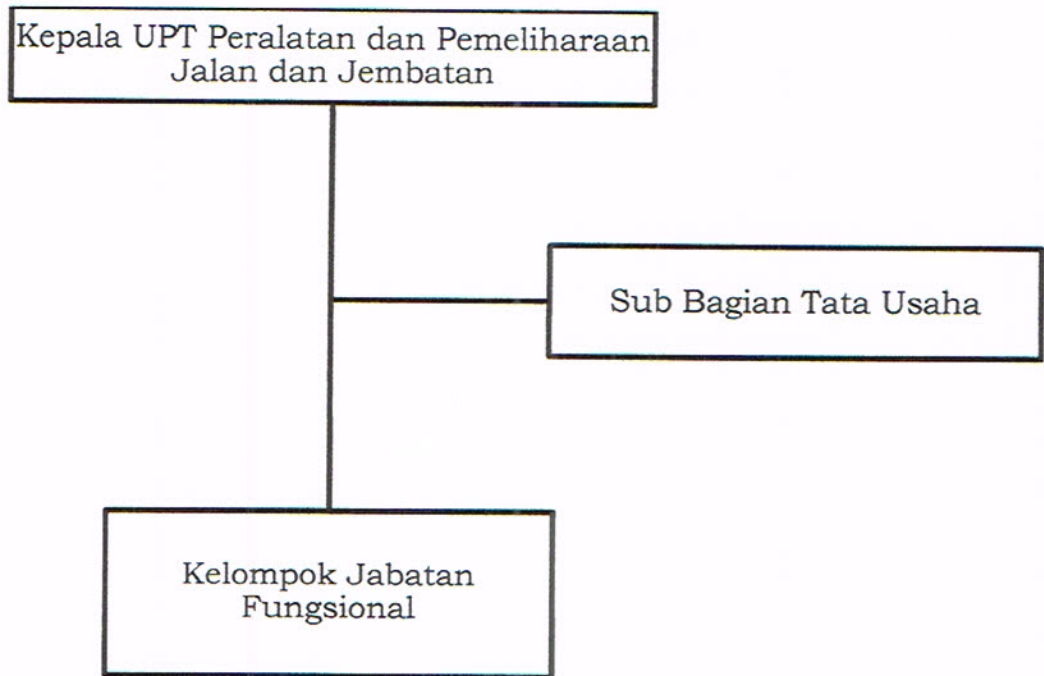 Kepala UPT Peralatan dan Pemeliharaan
Jalan dan Jembatan
Sub Bagian Tata Usaha
Kelompok Jabatan
Fungsional